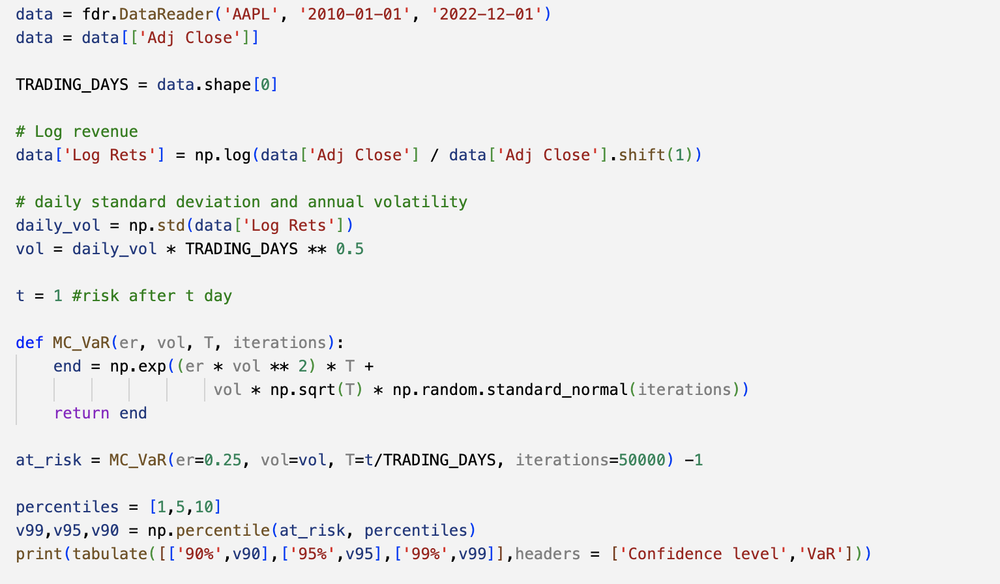 data = fdr.DataReader('AAPL', '2010-01-01', '2022-12-01')
data = data[['Adj Close']]
TRADING_DAYS = data.shape[0]
# Log revenue
data['Log Rets'] = np.log(data['Adj Close'] / data['Adj Close'].shift(1))
# daily standard deviation and annual volatility
daily_vol = np.std(data['Log Rets'])
vol = daily_vol * TRADING_DAYS ** 0.5
t = 1 #risk after t day
def MC_VaR(er, vol, T, iterations):
    end = np.exp((er * vol ** 2) * T +
                     vol * np.sqrt(T) * np.random.standard_normal(iterations))
    return end
at_risk = MC_VaR(er=0.25, vol=vol, T=t/TRADING_DAYS, iterations=50000) -1
percentiles = [1,5,10]
v99,v95,v90 = np.percentile(at_risk, percentiles)
print(tabulate([['90%',v90],['95%',v95],['99%',v99]],headers = ['Confidence level','VaR']))